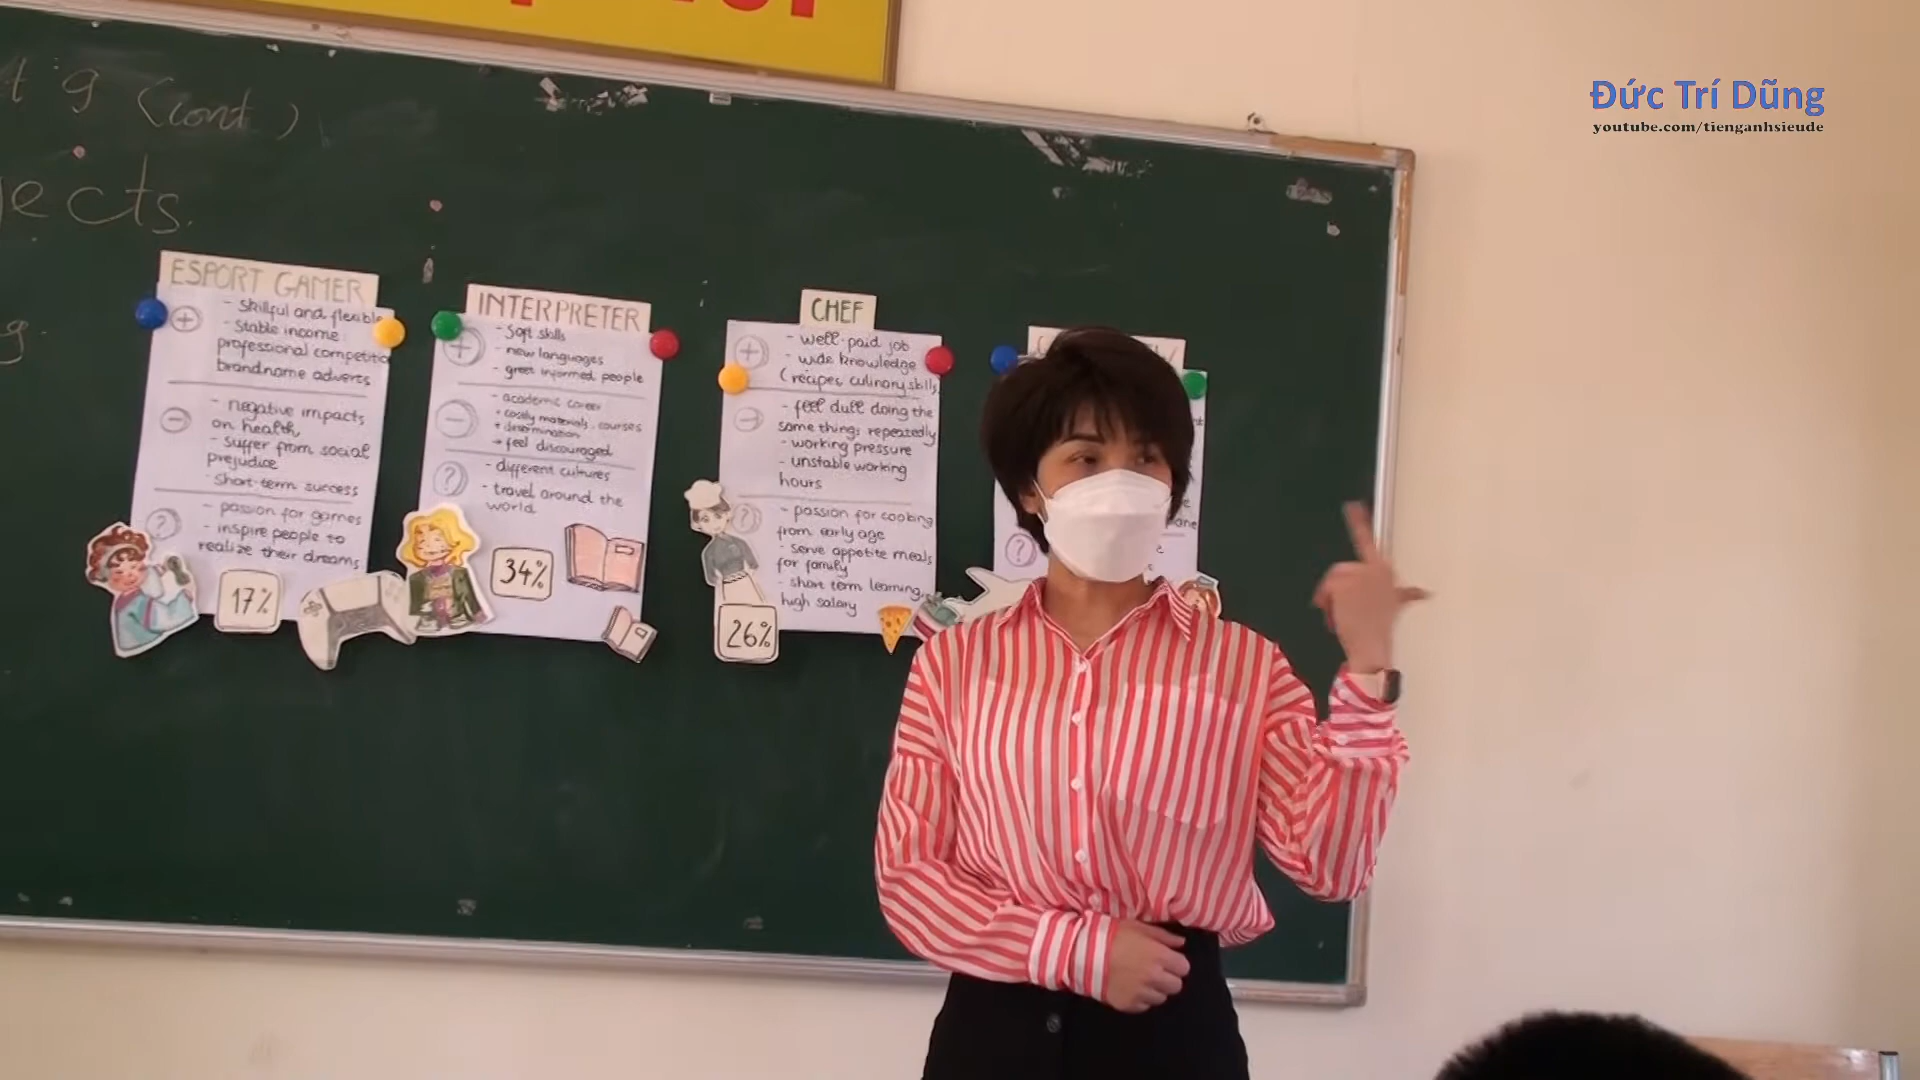 Đức Trí Dũng
youtube.com/tienganhsieude
9 (cont.)
ects.
g.
ESPORT GAMER
+
- Skillful and flexible
- Stable income
professional competitio
brandname adverts
-
- negative impacts
on health
- suffer from social
prejudice
- Short-term success
?
- passion for games
- inspire people to
realize their dreams
17%
INTERPRETER
+
- Soft skills
- new languages
- greet informed people
-
- academic career
+ costly materials, courses
+ determination
→ feel discouraged
?
- different cultures
- travel around the
world
34%
CHEF
+
- well-paid job
- wide knowledge
(recipes, culinary skills)
-
- feel dull doing the
same things repeatedly
- working pressure
- unstable working
hours
?
- passion for cooking
from early age
- serve appetite meals
for family
- short term learning,
high salary
26%
?